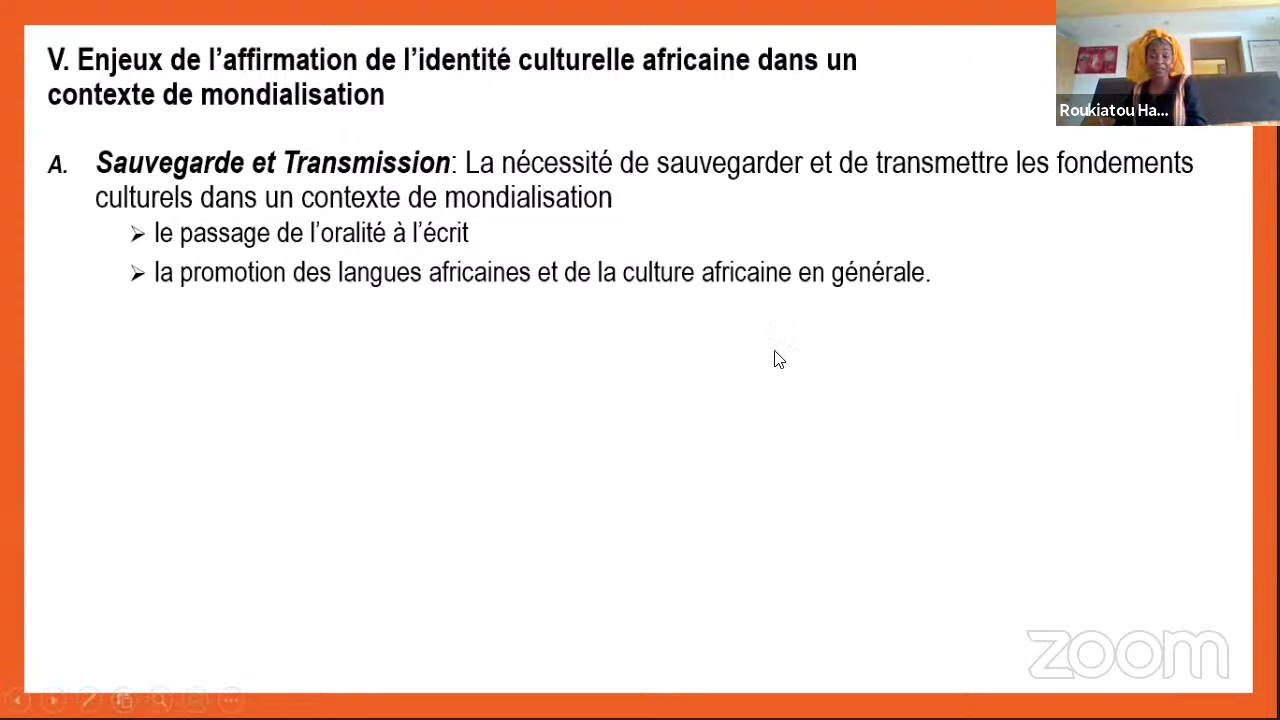 V. Enjeux de l’affirmation de l’identité culturelle africaine dans un
contexte de mondialisation
Roukiatou Ha...
A. Sauvegarde et Transmission: La nécessité de sauvegarder et de transmettre les fondements
culturels dans un contexte de mondialisation
➢ le passage de l’oralité à l’écrit
➢ la promotion des langues africaines et de la culture africaine en générale.
zoom